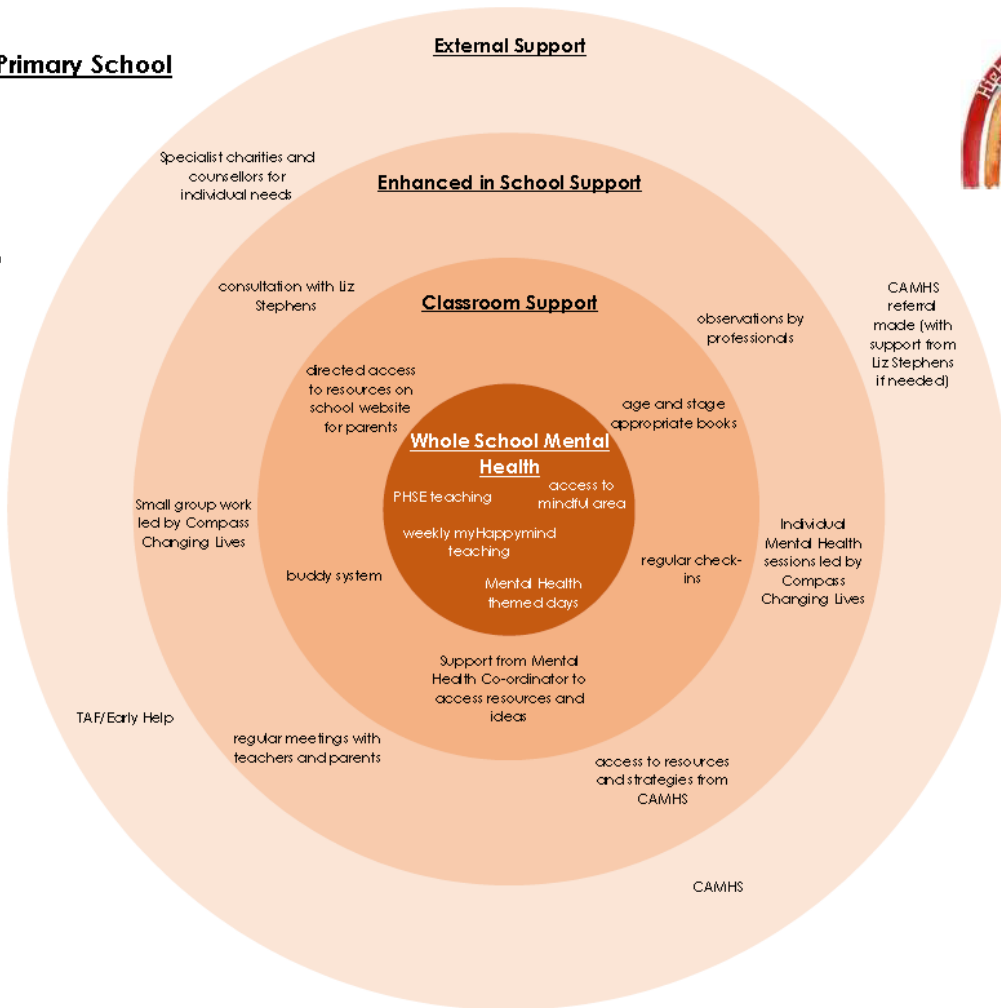 Primary School
External Support
Specialist charities and
counsellors for
individual needs
Enhanced in School Support
consultation with Liz
Stephens
CAMHS
referral
made (with
support from
Liz Stephens
if needed)
Classroom Support
observations by
professionals
directed access
to resources on
school website
for parents
age and stage
appropriate books
Whole School Mental
Health
PHSE teaching
access to
mindful area
weekly myHappymind
teaching
Mental Health
themed days
Small group work
led by Compass
Changing Lives
Individual
Mental Health
sessions led by
Compass
Changing Lives
buddy system
regular check-
ins
Support from Mental
Health Co-ordinator to
access resources and
ideas
TAF/Early Help
regular meetings with
teachers and parents
access to resources
and strategies from
CAMHS
CAMHS
High